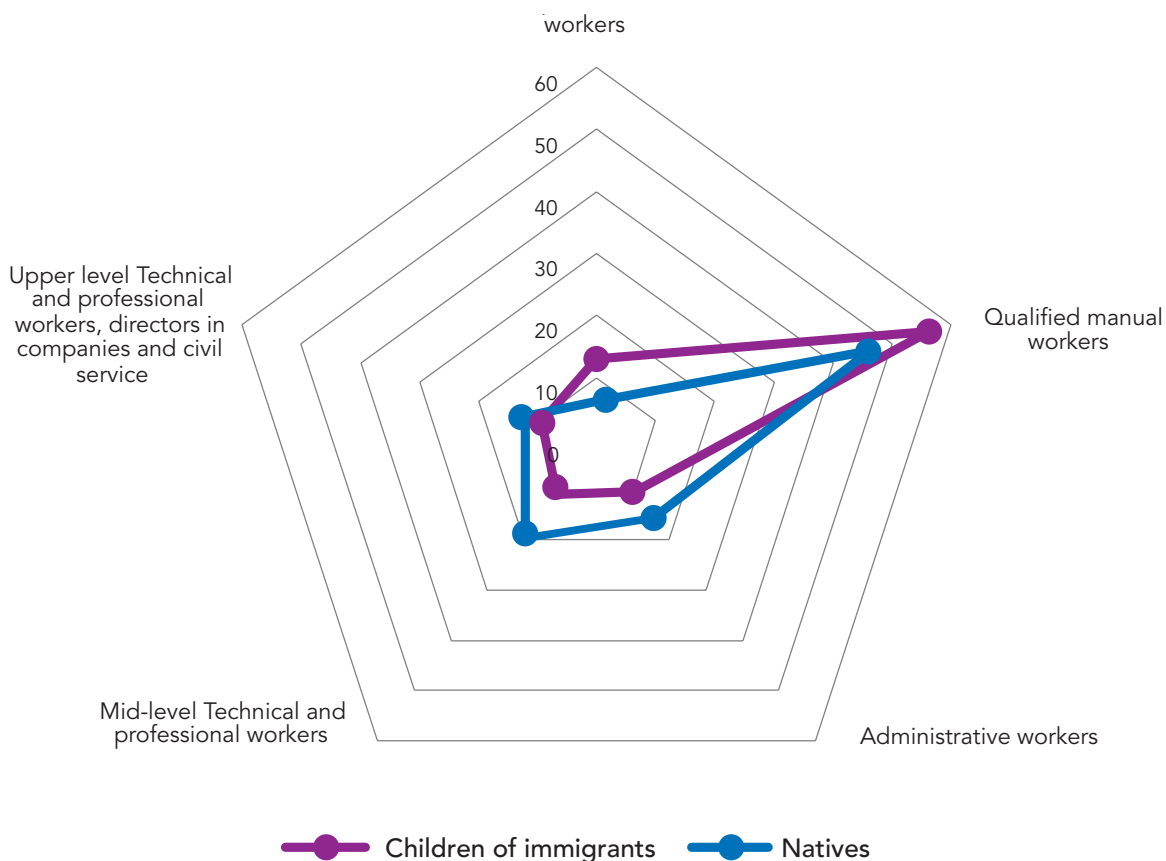 workers
60
50
40
30
20
10
0
Upper level Technical
and professional
workers, directors in
companies and civil
service
Qualified manual
workers
Mid-level Technical and
professional workers
Administrative workers
Children of immigrants
Natives